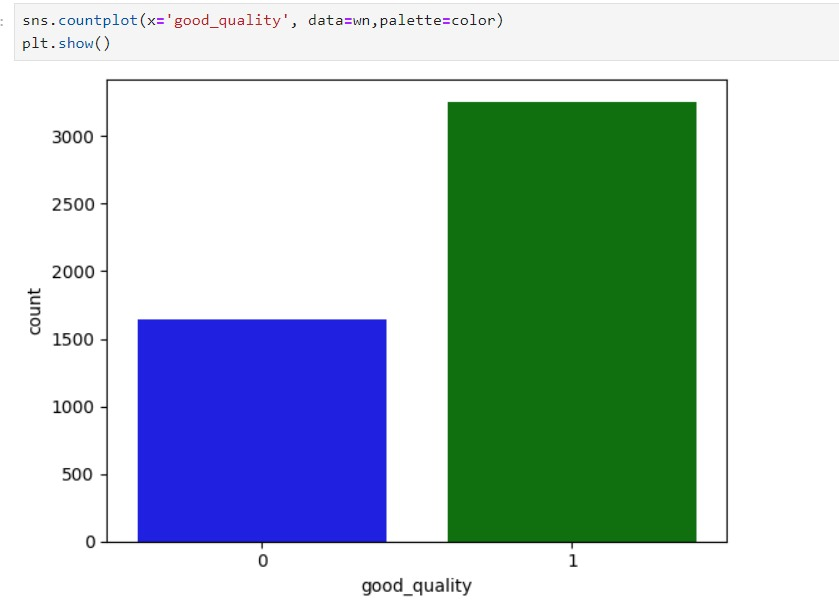 :
sns.countplot(x='good_quality', data=wn,palette=color)
plt.show()
3000
2500
2000
1500
1000
500
0
count
0 1
good_quality